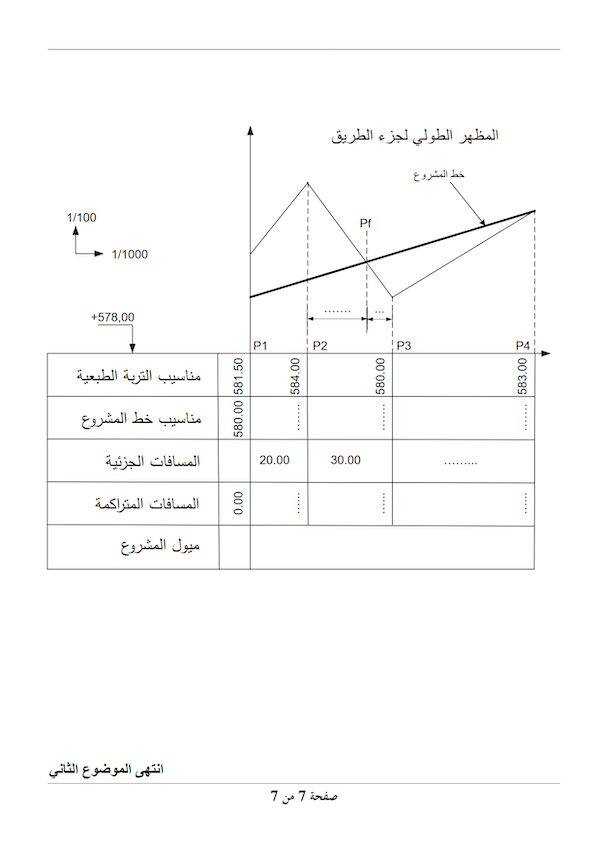 المظهر الطولي لجزء الطريق
خط المشروع
1/100
1/1000
Pf
....... ...
+578,00
P1 P2 P3 P4
مناسيب التربة الطبعية 581.50 584.00 580.00 583.00
مناسيب خط المشروع 580.00 ...... ...... ......
المسافات الجزئية 20.00 30.00 .........
المسافات المتراكمة 0.00 ...... ...... ......
ميول المشروع
انتهى الموضوع الثاني
صفحة 7 من 7